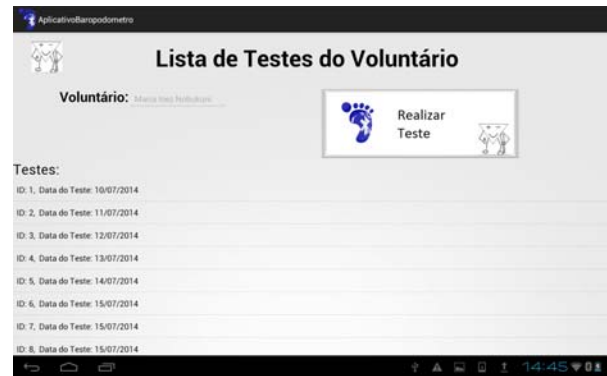 AplicativoBaropodometro
Lista de Testes do Voluntário
Voluntário: Maria Inez
Realizar
Teste
Testes:
ID: 1, Data do Teste: 10/07/2014
ID: 2, Data do Teste: 11/07/2014
ID: 3, Data do Teste: 12/07/2014
ID: 4, Data do Teste: 13/07/2014
ID: 5, Data do Teste: 14/07/2014
ID: 6, Data do Teste: 15/07/2014
ID: 7, Data do Teste: 15/07/2014
ID: 8, Data do Teste: 15/07/2014
14:45